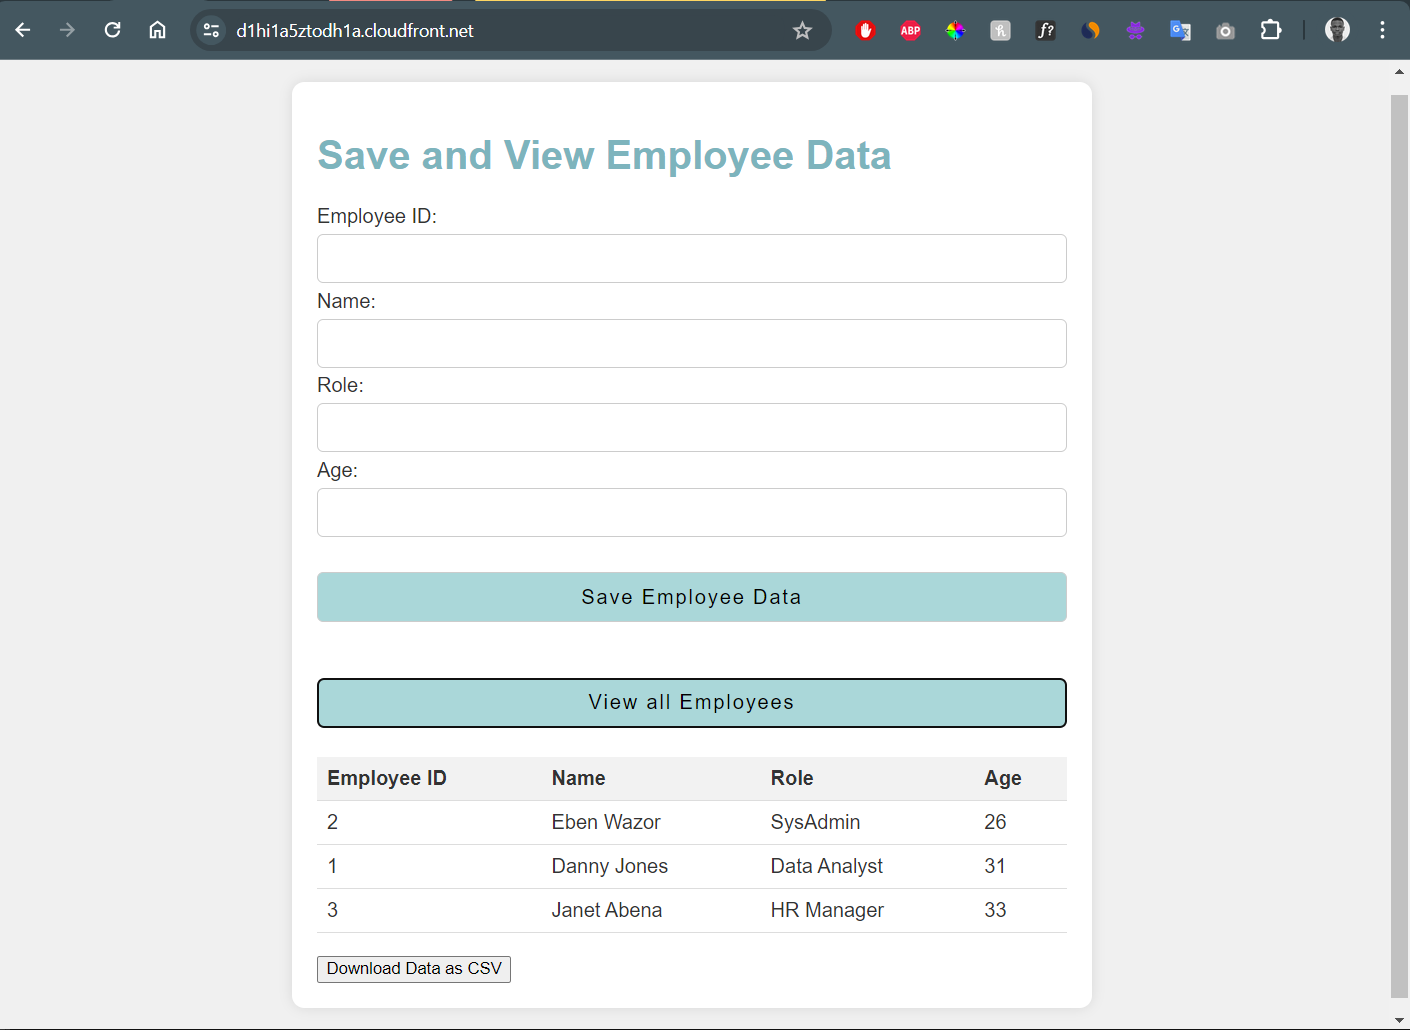 d1hi1a5ztodh1a.cloudfront.net
ABP
f?
G
Save and View Employee Data
Employee ID:
Name:
Role:
Age:
Save Employee Data
View all Employees
Employee ID Name Role Age
2 Eben Wazor SysAdmin 26
1 Danny Jones Data Analyst 31
3 Janet Abena HR Manager 33
Download Data as CSV